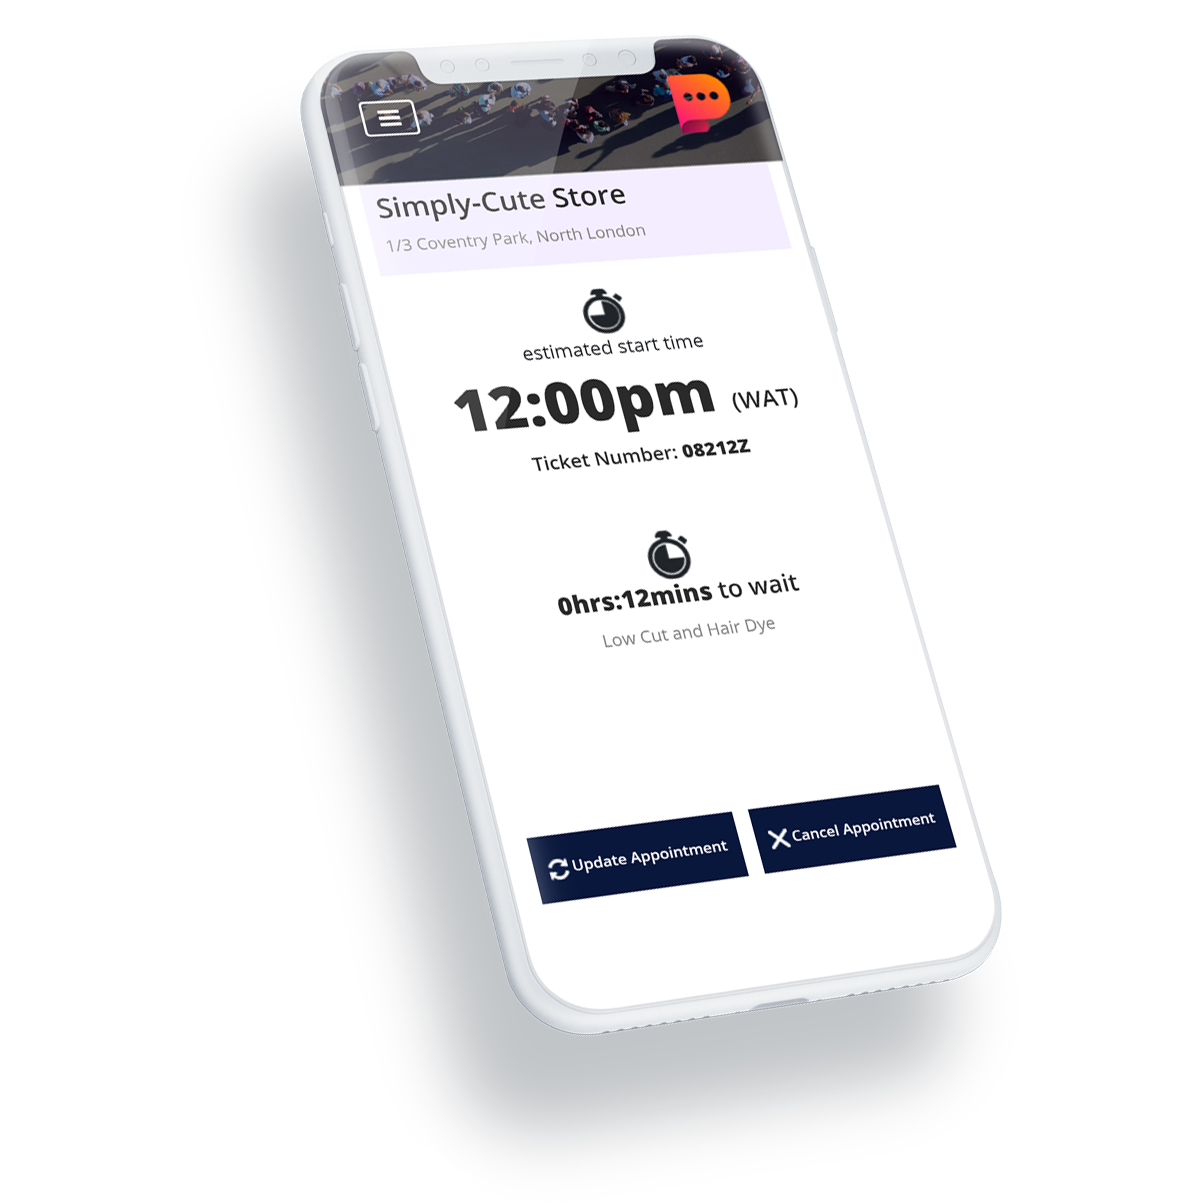 Simply-Cute Store
1/3 Coventry Park, North London
estimated start time
12:00pm (WAT)
Ticket Number: 08212Z
0hrs:12mins to wait
Low Cut and Hair Dye
Update Appointment
Cancel Appointment